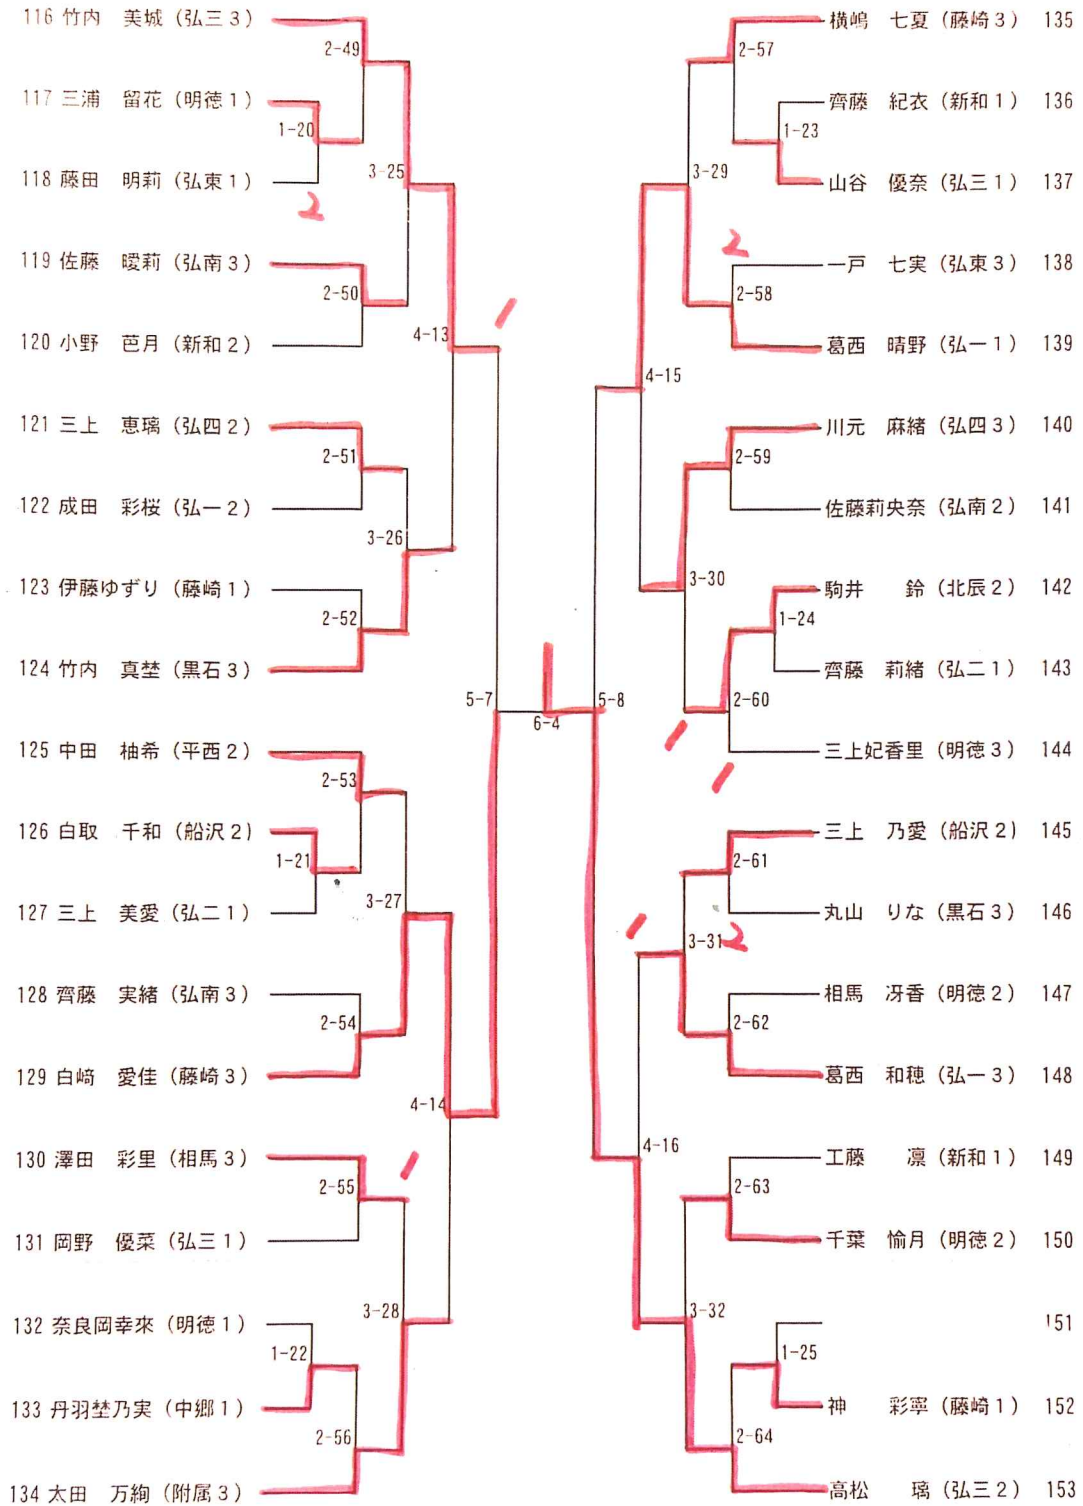 116 竹内 美城 (弘三3)
2-49
117 三浦 留花 (明徳1)
1-20
118 藤田 明莉 (弘東1)
3-25
2
119 佐藤 曖莉 (弘南3)
2-50
4-13
1
120 小野 芭月 (新和2)
121 三上 恵璃 (弘四2)
2-51
122 成田 彩桜 (弘一2)
3-26
123 伊藤ゆずり (藤崎1)
2-52
124 竹内 真埜 (黒石3)
5-7
6-4
125 中田 柚希 (平西2)
2-53
126 白取 千和 (船沢2)
1-21
127 三上 美愛 (弘二1)
3-27
128 齊藤 実緒 (弘南3)
2-54
129 白﨑 愛佳 (藤崎3)
4-14
130 澤田 彩里 (相馬3)
1
2-55
131 岡野 優菜 (弘三1)
3-28
132 奈良岡幸來 (明徳1)
1-22
133 丹羽埜乃実 (中郷1)
2-56
134 太田 万絢 (附属3)
横嶋 七夏 (藤崎3) 135
2-57
齊藤 紀衣 (新和1) 136
1-23
3-29
山谷 優奈 (弘三1) 137
2
一戸 七実 (弘東3) 138
2-58
葛西 晴野 (弘一1) 139
4-15
川元 麻緒 (弘四3) 140
2-59
佐藤莉央奈 (弘南2) 141
3-30
駒井 鈴 (北辰2) 142
1-24
齊藤 莉緒 (弘二1) 143
5-8
2-60
1
三上妃香里 (明徳3) 144
1
三上 乃愛 (船沢2) 145
2-61
丸山 りな (黒石3) 146
1
3-31
2
相馬 冴香 (明徳2) 147
2-62
葛西 和穂 (弘一3) 148
4-16
工藤 凛 (新和1) 149
2-63
千葉 愉月 (明徳2) 150
3-32
151
1-25
神 彩寧 (藤崎1) 152
2-64
高松 璃 (弘三2) 153